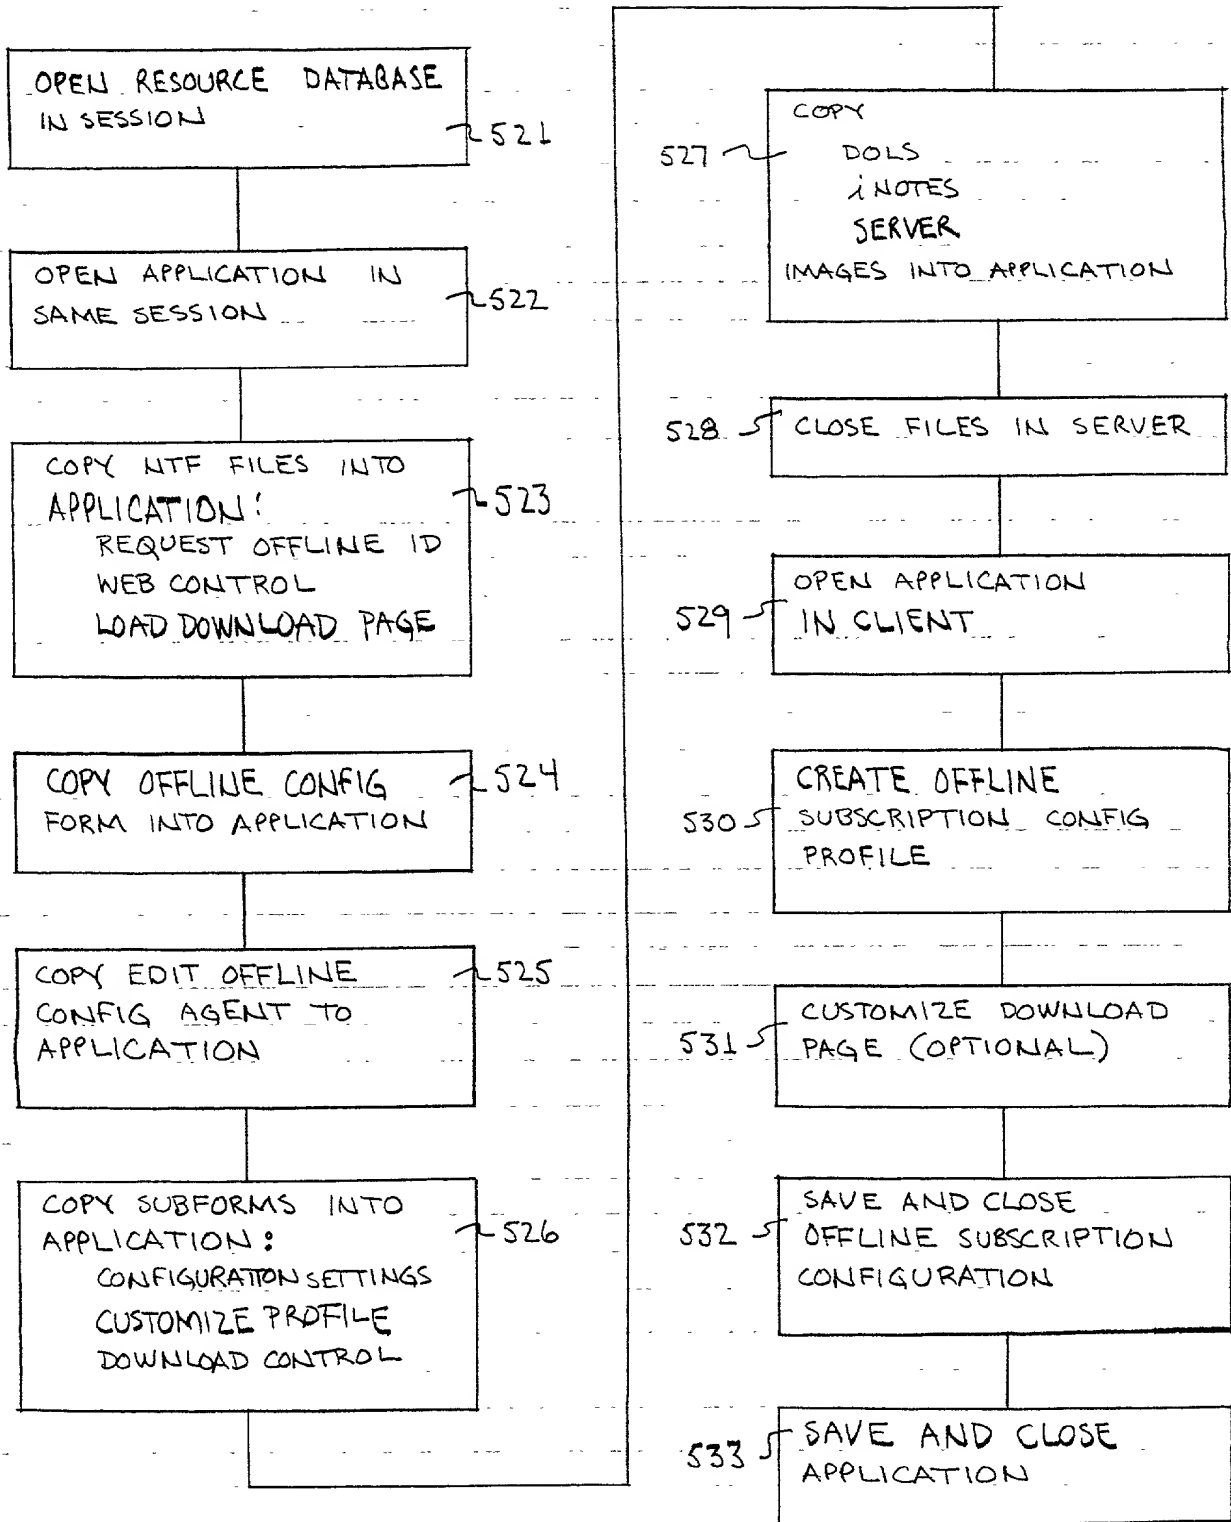 OPEN RESOURCE DATABASE
IN SESSION
521
OPEN APPLICATION IN
SAME SESSION
522
COPY NTF FILES INTO
APPLICATION:
523
REQUEST OFFLINE ID
WEB CONTROL
LOAD DOWNLOAD PAGE
COPY OFFLINE CONFIG
524
FORM INTO APPLICATION
COPY EDIT OFFLINE
525
CONFIG AGENT TO
APPLICATION
COPY SUBFORMS INTO
APPLICATION:
526
CONFIGURATION SETTINGS
CUSTOMIZE PROFILE
DOWNLOAD CONTROL
COPY
527
DOLS
iNOTES
SERVER
IMAGES INTO APPLICATION
528
CLOSE FILES IN SERVER
OPEN APPLICATION
529
IN CLIENT
CREATE OFFLINE
530
SUBSCRIPTION CONFIG
PROFILE
CUSTOMIZE DOWNLOAD
531
PAGE (OPTIONAL)
SAVE AND CLOSE
532
OFFLINE SUBSCRIPTION
CONFIGURATION
533
SAVE AND CLOSE
APPLICATION